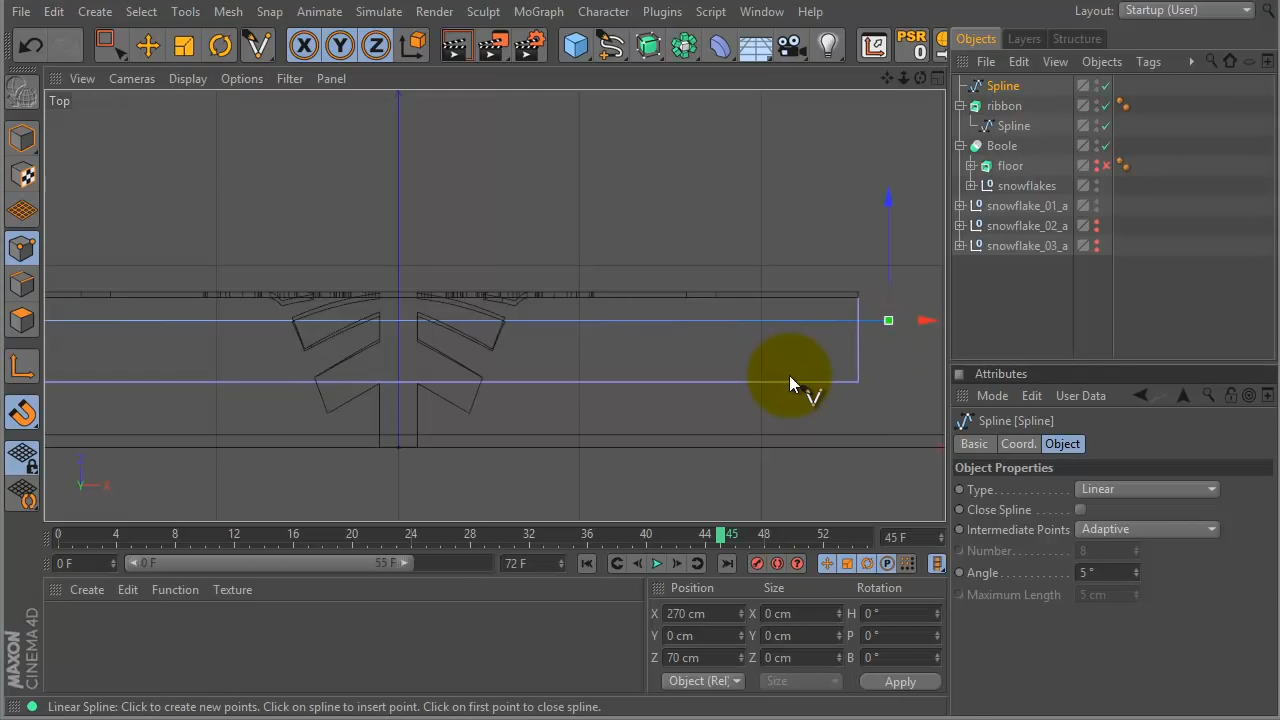 File Edit Create Select Tools Mesh Snap Animate Simulate Render Sculpt MoGraph Character Plugins Script Window Help
Layout: Startup (User)
PSR
0
Objects Layers Structure
File Edit View Objects Tags
View Cameras Display Options Filter Panel
Top
Spline
ribbon
Spline
Boole
floor
snowflakes
snowflake_01_a
snowflake_02_a
snowflake_03_a
Attributes
Mode Edit User Data
Spline [Spline]
Basic Coord. Object
Object Properties
Type Linear
Close Spline
Intermediate Points Adaptive
Number 8
Angle 5 °
Maximum Length 5 cm
Z
Y X
0 4 8 12 16 20 24 28 32 36 40 44 45 48 52
45 F
0 F 0 F 55 F 72 F
Create Edit Function Texture
Position Size Rotation
X 270 cm X 0 cm H 0 °
Y 0 cm Y 0 cm P 0 °
Z 70 cm Z 0 cm B 0 °
Object (Rel) Size Apply
MAXON
CINEMA 4D
Linear Spline: Click to create new points. Click on spline to insert point. Click on first point to close spline.